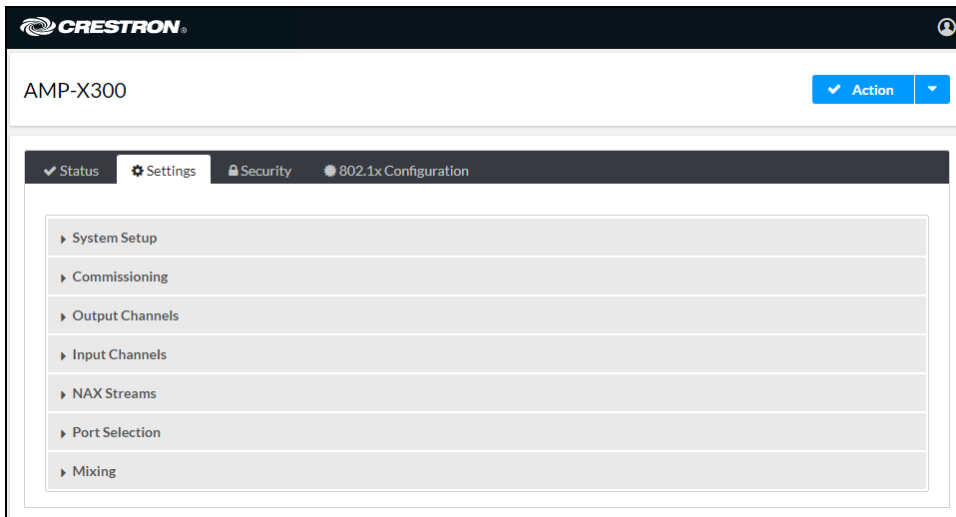 CRESTRON®
AMP-X300
Action
Status Settings Security 802.1x Configuration
System Setup
Commissioning
Output Channels
Input Channels
NAX Streams
Port Selection
Mixing